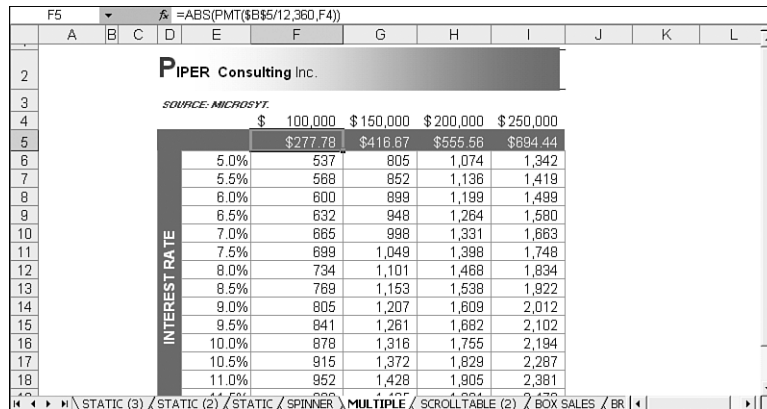 F5 fx =ABS(PMT($B$5/12,360,F4))
A B C D E F G H I J K L
2 PIPER Consulting Inc.
3 SOURCE: MICROSYT.
4 $ 100,000 $150,000 $200,000 $250,000
5 $277.78 $416.67 $555.56 $694.44
6 5.0% 537 805 1,074 1,342
7 5.5% 568 852 1,136 1,419
8 6.0% 600 899 1,199 1,499
9 6.5% 632 948 1,264 1,580
10 7.0% 665 998 1,331 1,663
11 7.5% 699 1,049 1,398 1,748
12 8.0% 734 1,101 1,468 1,834
13 8.5% 769 1,153 1,538 1,922
14 9.0% 805 1,207 1,609 2,012
15 9.5% 841 1,261 1,682 2,102
16 10.0% 878 1,316 1,755 2,194
17 10.5% 915 1,372 1,829 2,287
18 11.0% 952 1,428 1,905 2,381
INTEREST RATE
STATIC (3) STATIC (2) STATIC SPINNER MULTIPLE SCROLLTABLE (2) BOX SALES BR